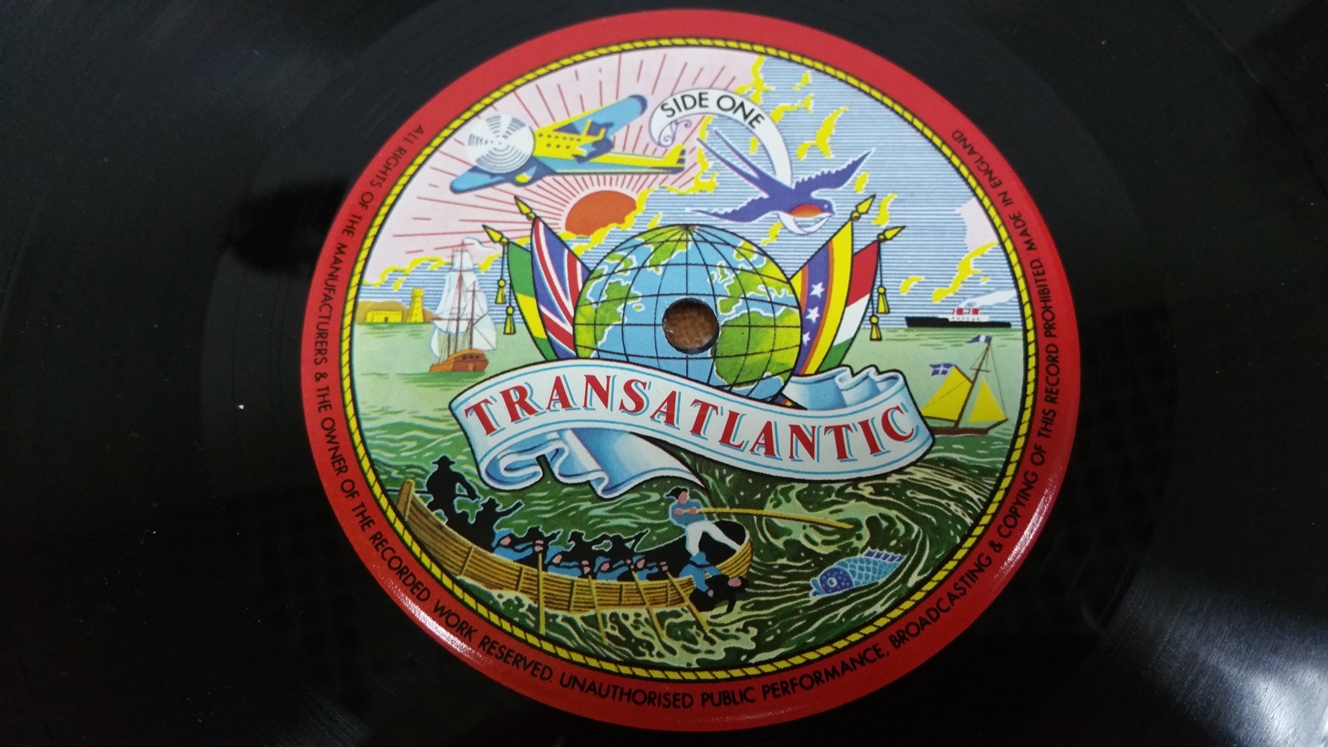 SIDE ONE
TRANSATLANTIC
ALL RIGHTS OF THE MANUFACTURERS & THE OWNER OF THE RECORDED WORK RESERVED. UNAUTHORISED PUBLIC PERFORMANCE, BROADCASTING & COPYING OF THIS RECORD PROHIBITED MADE IN ENGLAND